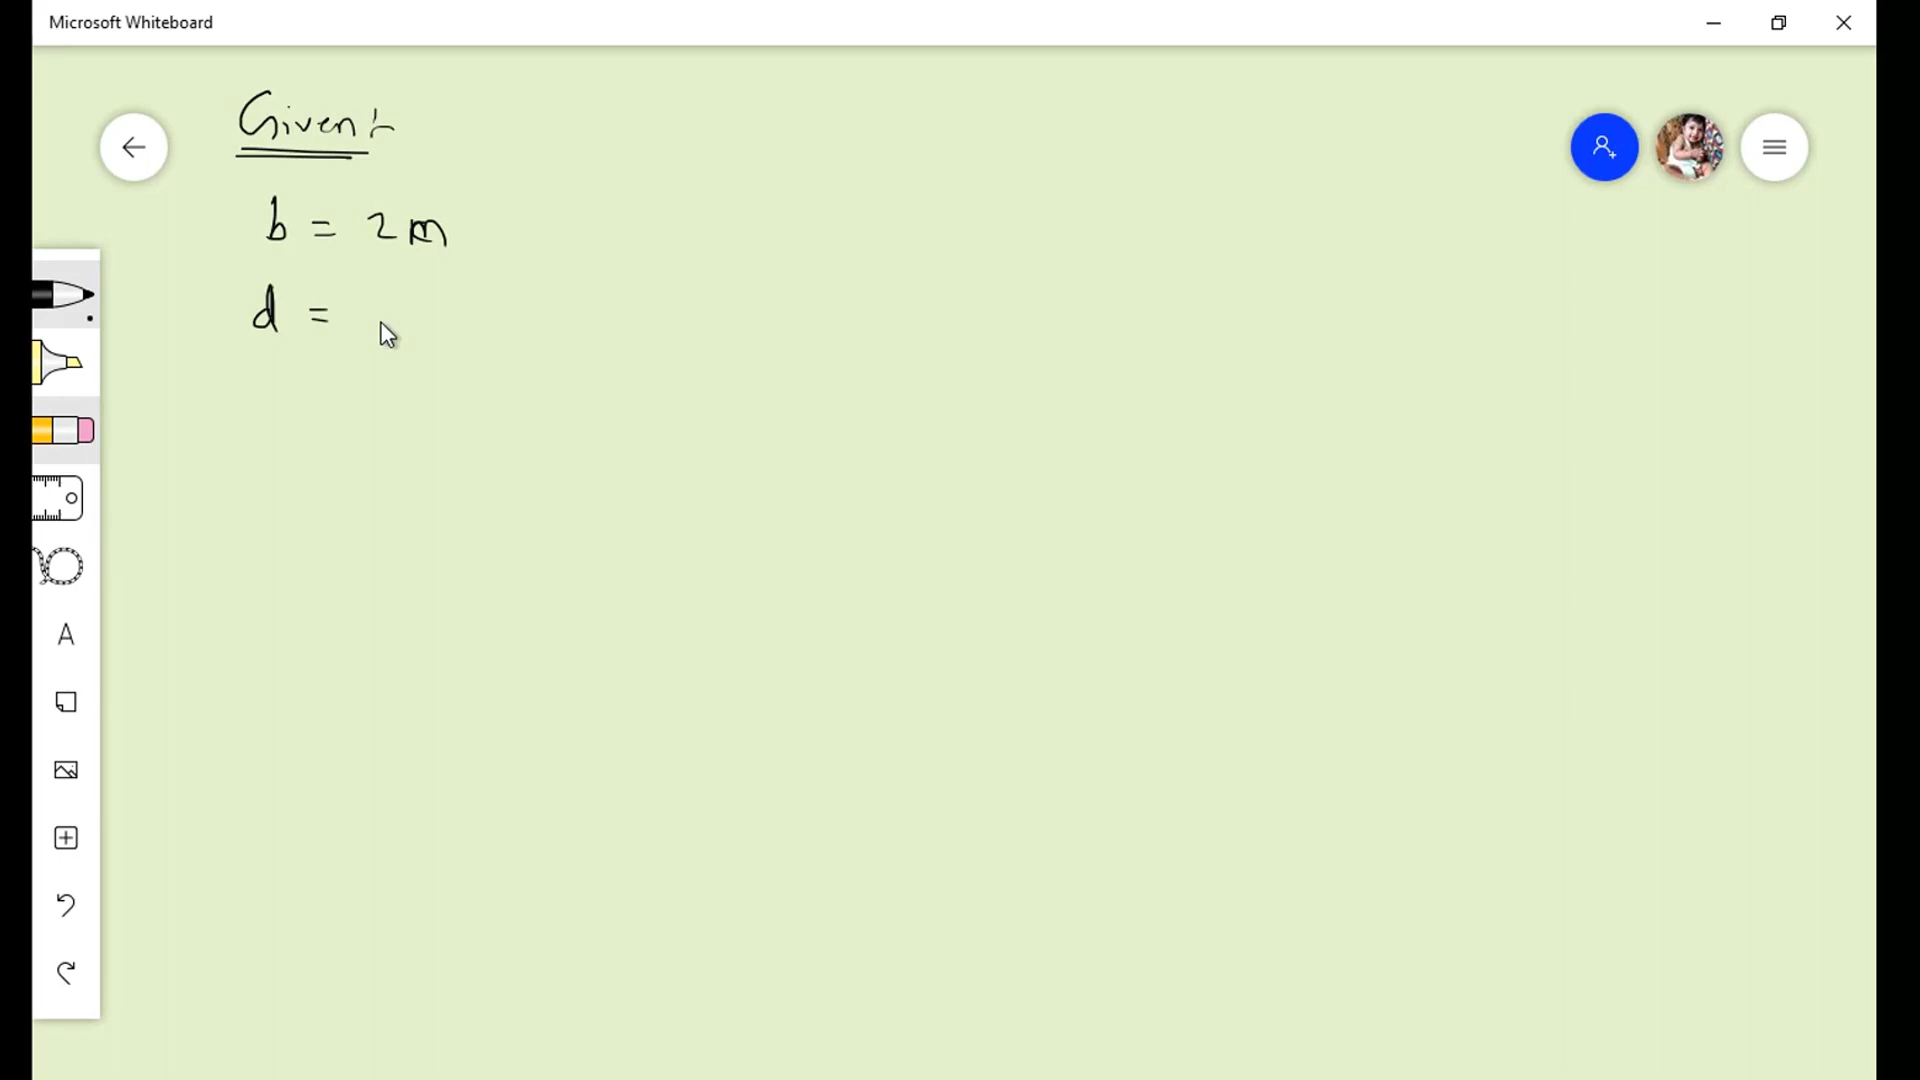 Microsoft Whiteboard
Given :-
b = 2m
d =
A